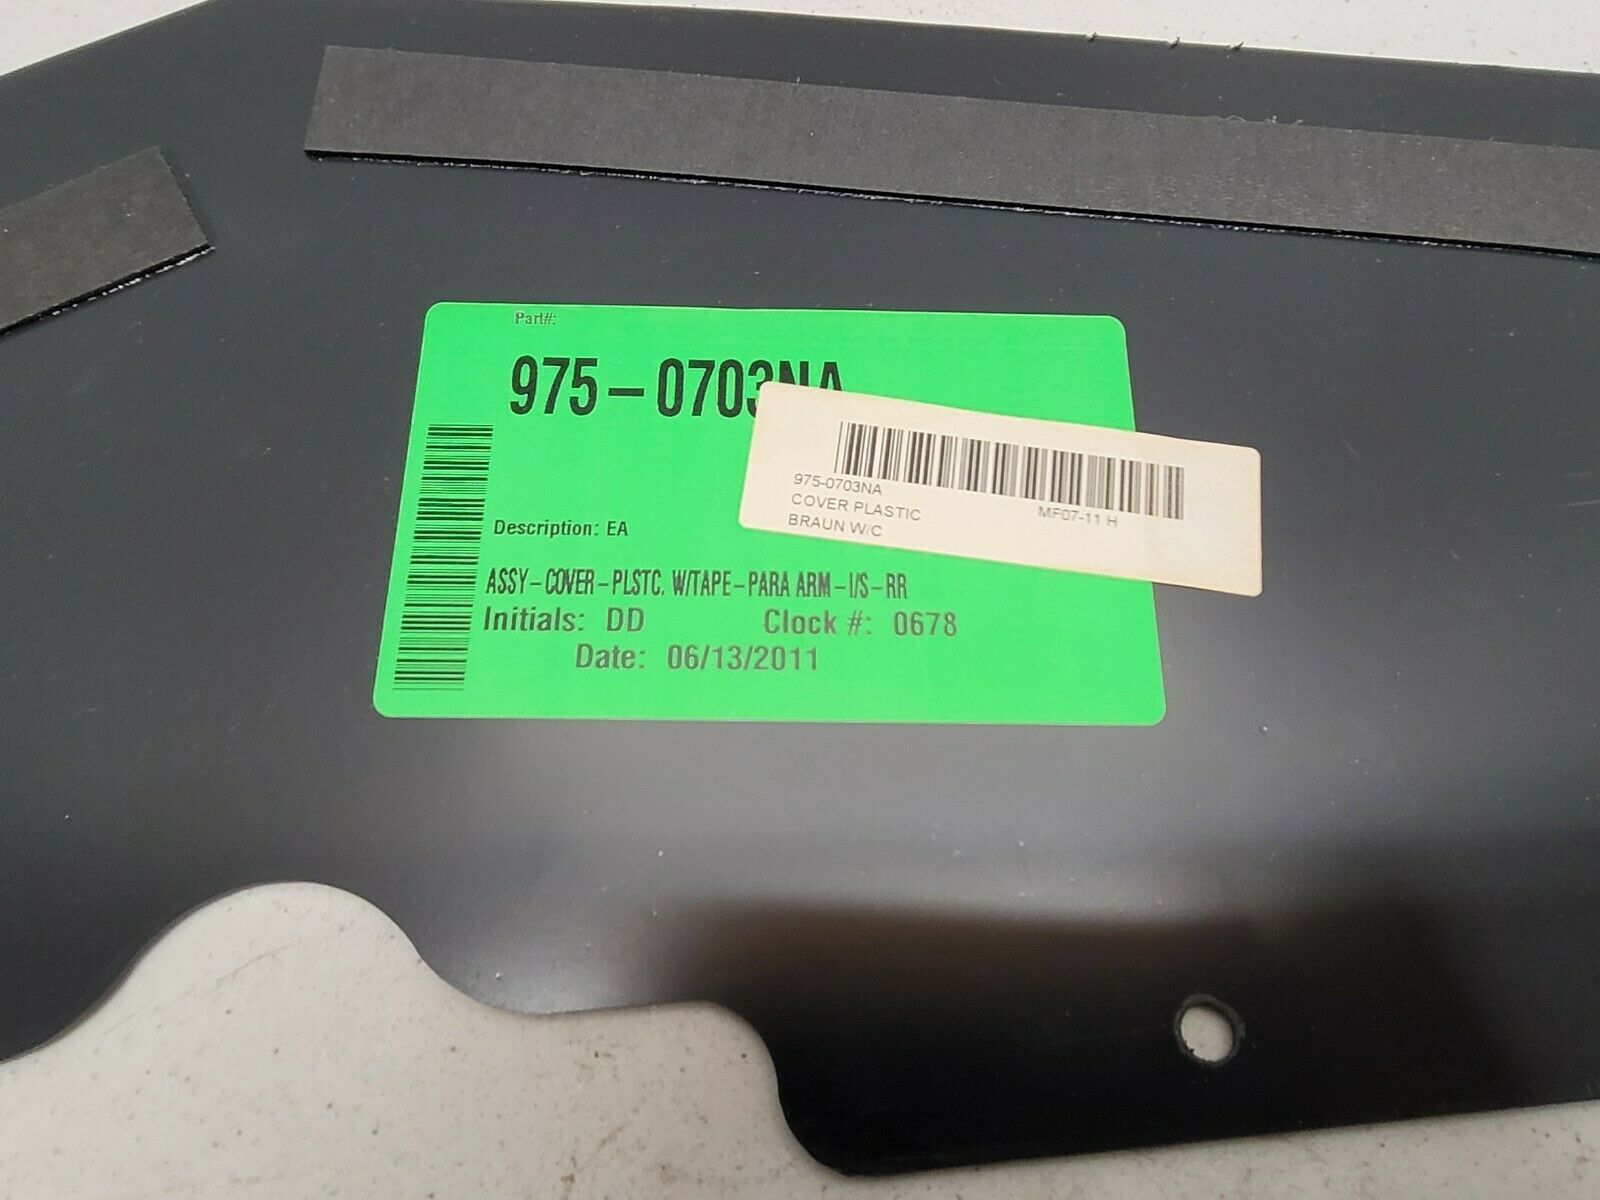 Part#:
975-0703NA
975-0703NA
COVER PLASTIC
BRAUN W/C
MF07-11 H
Description: EA
ASSY-COVER-PLSTC. W/TAPE-PARA ARM-I/S-RR
Initials: DD Clock #: 0678
Date: 06/13/2011